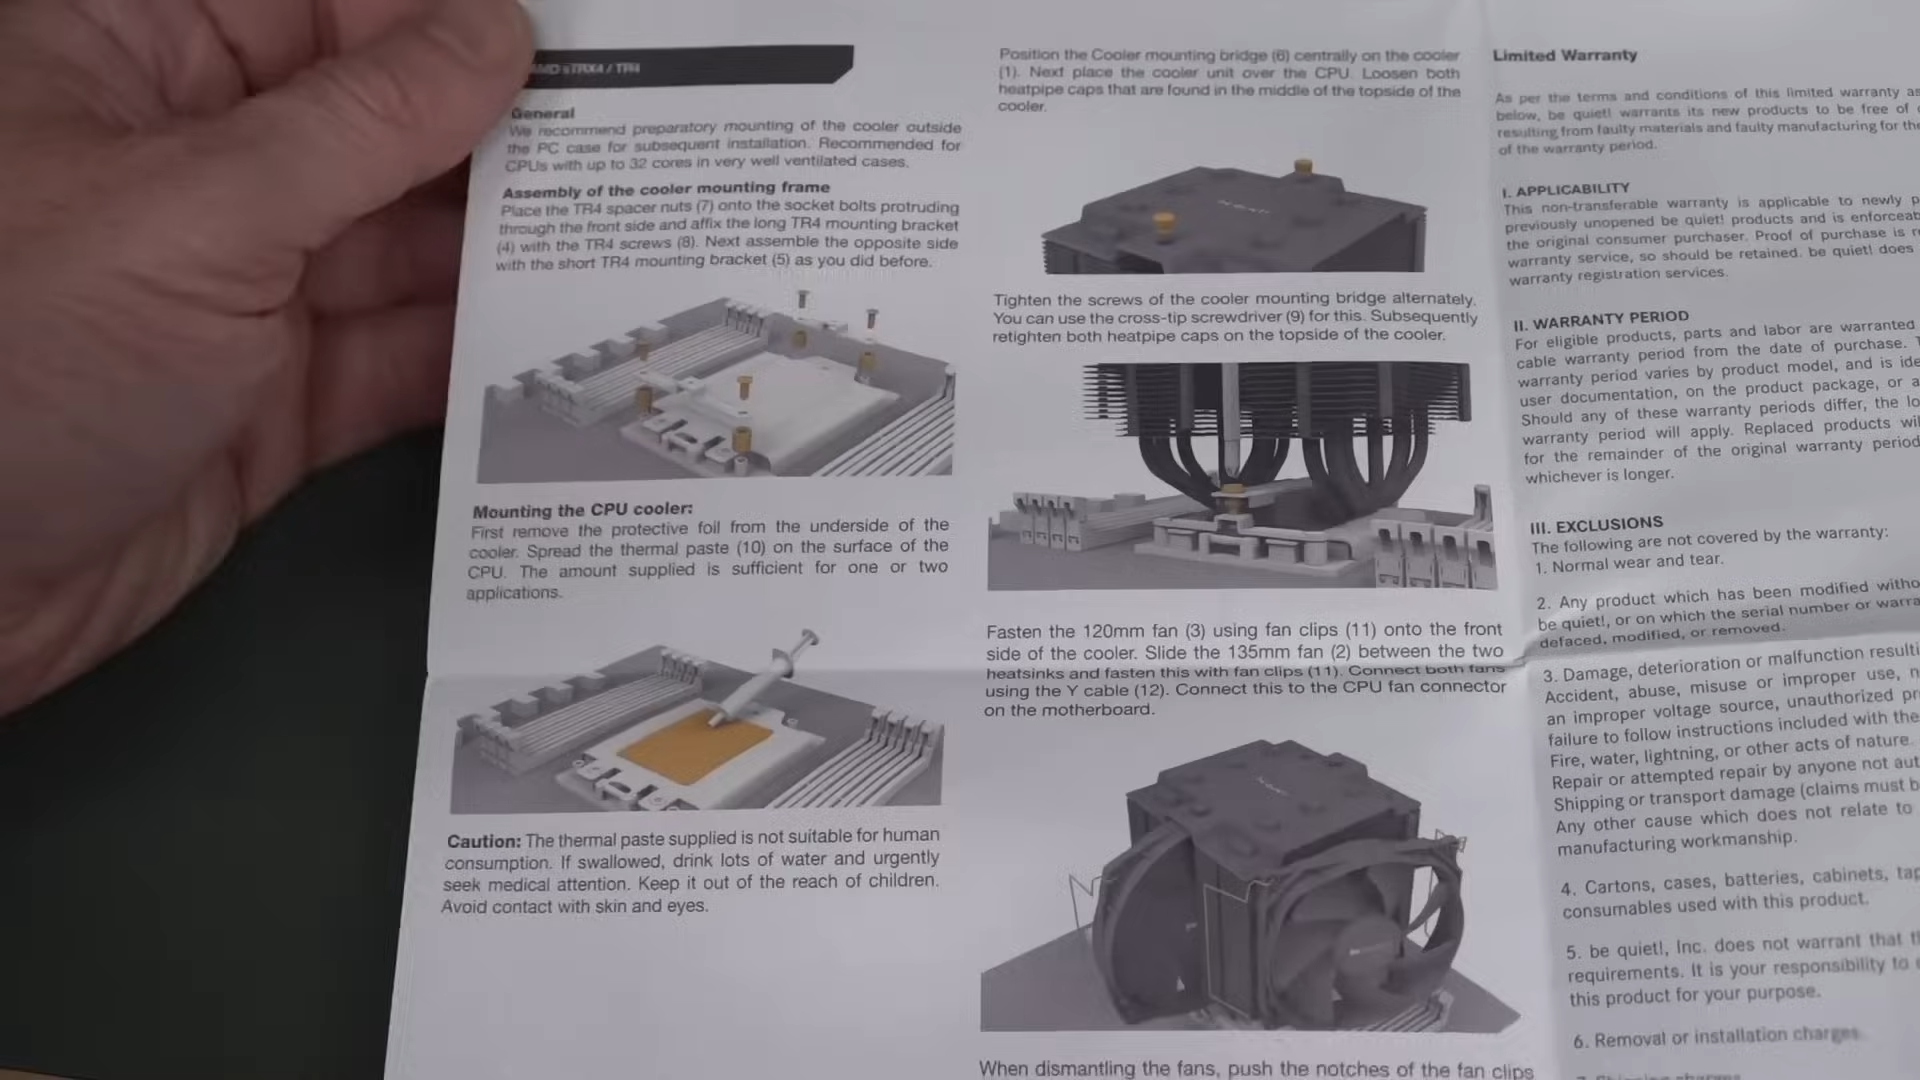 AMD sTRX4 / TR4
General
We recommend preparatory mounting of the cooler outside
the PC case for subsequent installation. Recommended for
CPUs with up to 32 cores in very well ventilated cases.
Assembly of the cooler mounting frame
Place the TR4 spacer nuts (7) onto the socket bolts protruding
through the front side and affix the long TR4 mounting bracket
(4) with the TR4 screws (8). Next assemble the opposite side
with the short TR4 mounting bracket (5) as you did before.
Mounting the CPU cooler:
First remove the protective foil from the underside of the
cooler. Spread the thermal paste (10) on the surface of the
CPU. The amount supplied is sufficient for one or two
applications.
Caution: The thermal paste supplied is not suitable for human
consumption. If swallowed, drink lots of water and urgently
seek medical attention. Keep it out of the reach of children.
Avoid contact with skin and eyes.
Position the Cooler mounting bridge (6) centrally on the cooler
(1). Next place the cooler unit over the CPU. Loosen both
heatpipe caps that are found in the middle of the topside of the
cooler.
Tighten the screws of the cooler mounting bridge alternately.
You can use the cross-tip screwdriver (9) for this. Subsequently
retighten both heatpipe caps on the topside of the cooler.
Fasten the 120mm fan (3) using fan clips (11) onto the front
side of the cooler. Slide the 135mm fan (2) between the two
heatsinks and fasten this with fan clips (11). Connect both fans
using the Y cable (12). Connect this to the CPU fan connector
on the motherboard.
When dismantling the fans, push the notches of the fan clips
Limited Warranty
As per the terms and conditions of this limited warranty as
below, be quiet! warrants its new products to be free of
resulting from faulty materials and faulty manufacturing for the
of the warranty period.
I. APPLICABILITY
This non-transferable warranty is applicable to newly
previously unopened be quiet! products and is
the original consumer purchaser. Proof of purchase is
warranty service, so should be retained. be quiet! does
warranty registration services.
II. WARRANTY PERIOD
For eligible products, parts and labor are warranted
cable warranty period from the date of purchase.
warranty period varies by product model, and is
user documentation, on the product package, or
Should any of these warranty periods differ, the
warranty period will apply. Replaced products
for the remainder of the original warranty period
whichever is longer.
III. EXCLUSIONS
The following are not covered by the warranty:
1. Normal wear and tear.
2. Any product which has been modified
be quiet!, or on which the serial number or
defaced, modified, or removed.
3. Damage, deterioration or malfunction
Accident, abuse, misuse or improper use,
an improper voltage source, unauthorized
failure to follow instructions included with the
Fire, water, lightning, or other acts of nature.
Repair or attempted repair by anyone not
Shipping or transport damage (claims must
Any other cause which does not relate to
manufacturing workmanship.
4. Cartons, cases, batteries, cabinets,
consumables used with this product.
5. be quiet!, Inc. does not warrant that
requirements. It is your responsibility to
this product for your purpose.
6. Removal or installation charges.